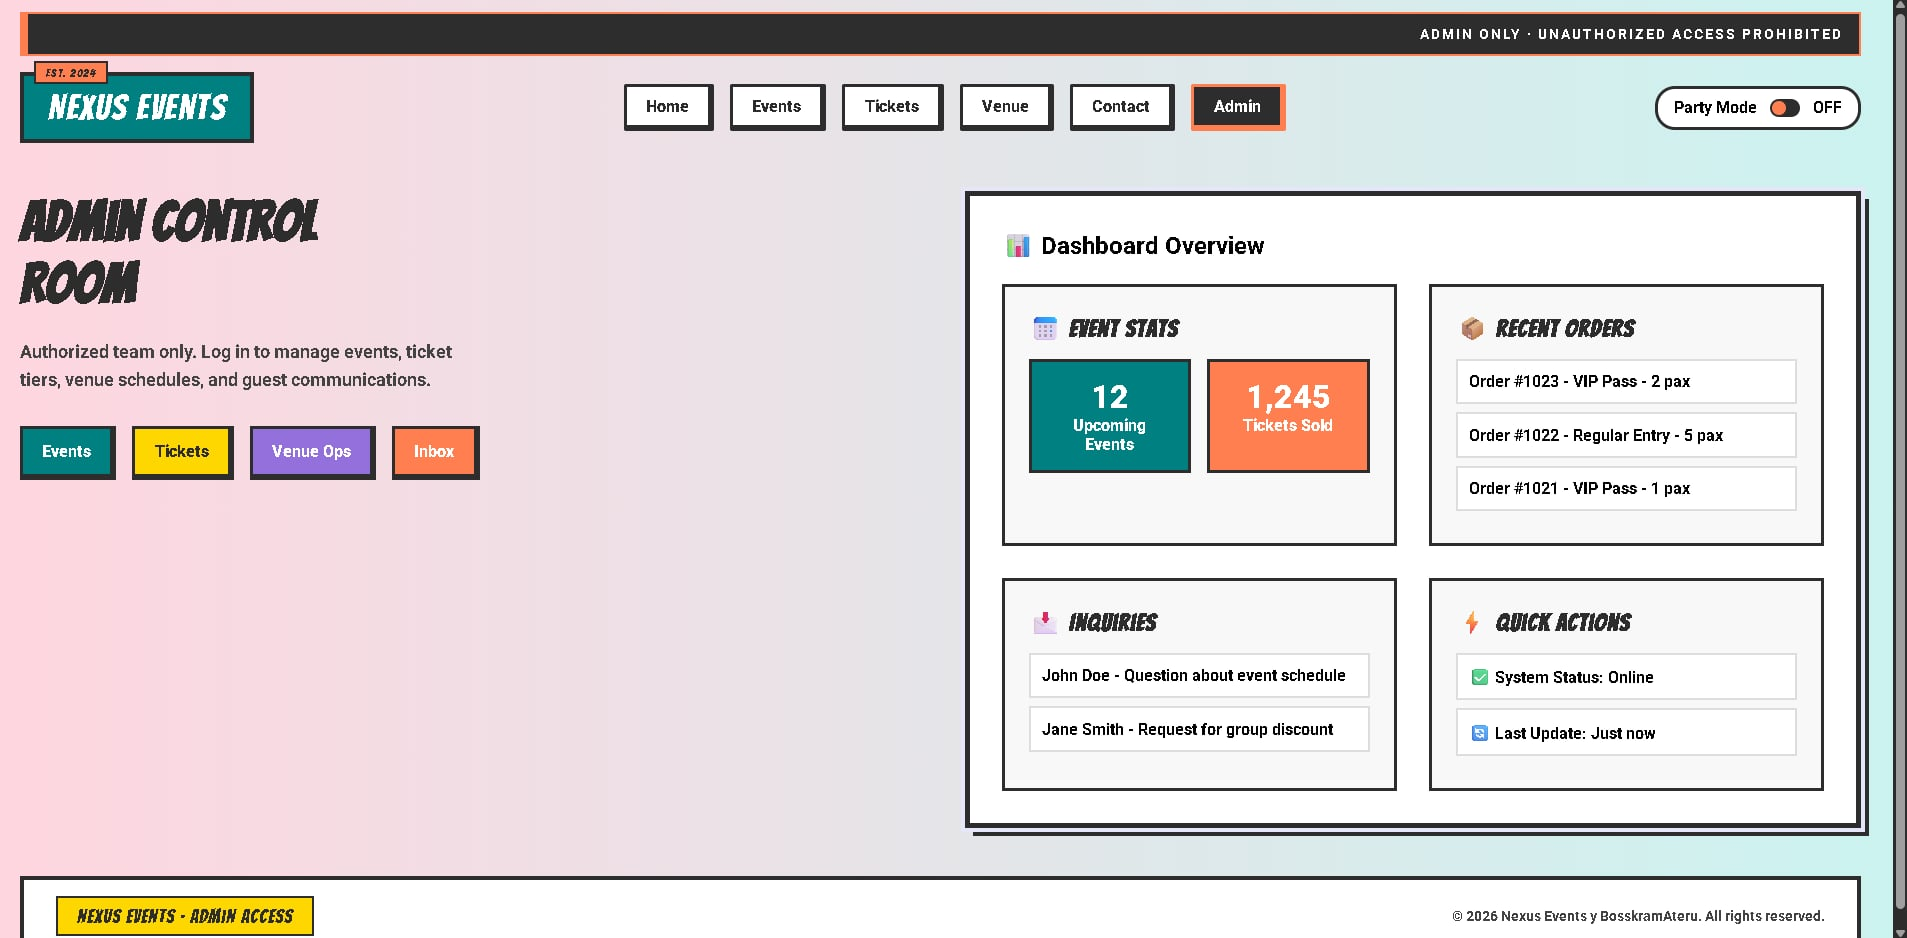 ADMIN ONLY · UNAUTHORIZED ACCESS PROHIBITED
EST. 2024
NEXUS EVENTS
Home
Events
Tickets
Venue
Contact
Admin
Party Mode
OFF
ADMIN CONTROL
ROOM
Authorized team only. Log in to manage events, ticket
tiers, venue schedules, and guest communications.
Events
Tickets
Venue Ops
Inbox
Dashboard Overview
EVENT STATS
12
Upcoming
Events
1,245
Tickets Sold
RECENT ORDERS
Order #1023 - VIP Pass - 2 pax
Order #1022 - Regular Entry - 5 pax
Order #1021 - VIP Pass - 1 pax
INQUIRIES
John Doe - Question about event schedule
Jane Smith - Request for group discount
QUICK ACTIONS
System Status: Online
Last Update: Just now
NEXUS EVENTS · ADMIN ACCESS
© 2026 Nexus Events y BosskramAteru. All rights reserved.